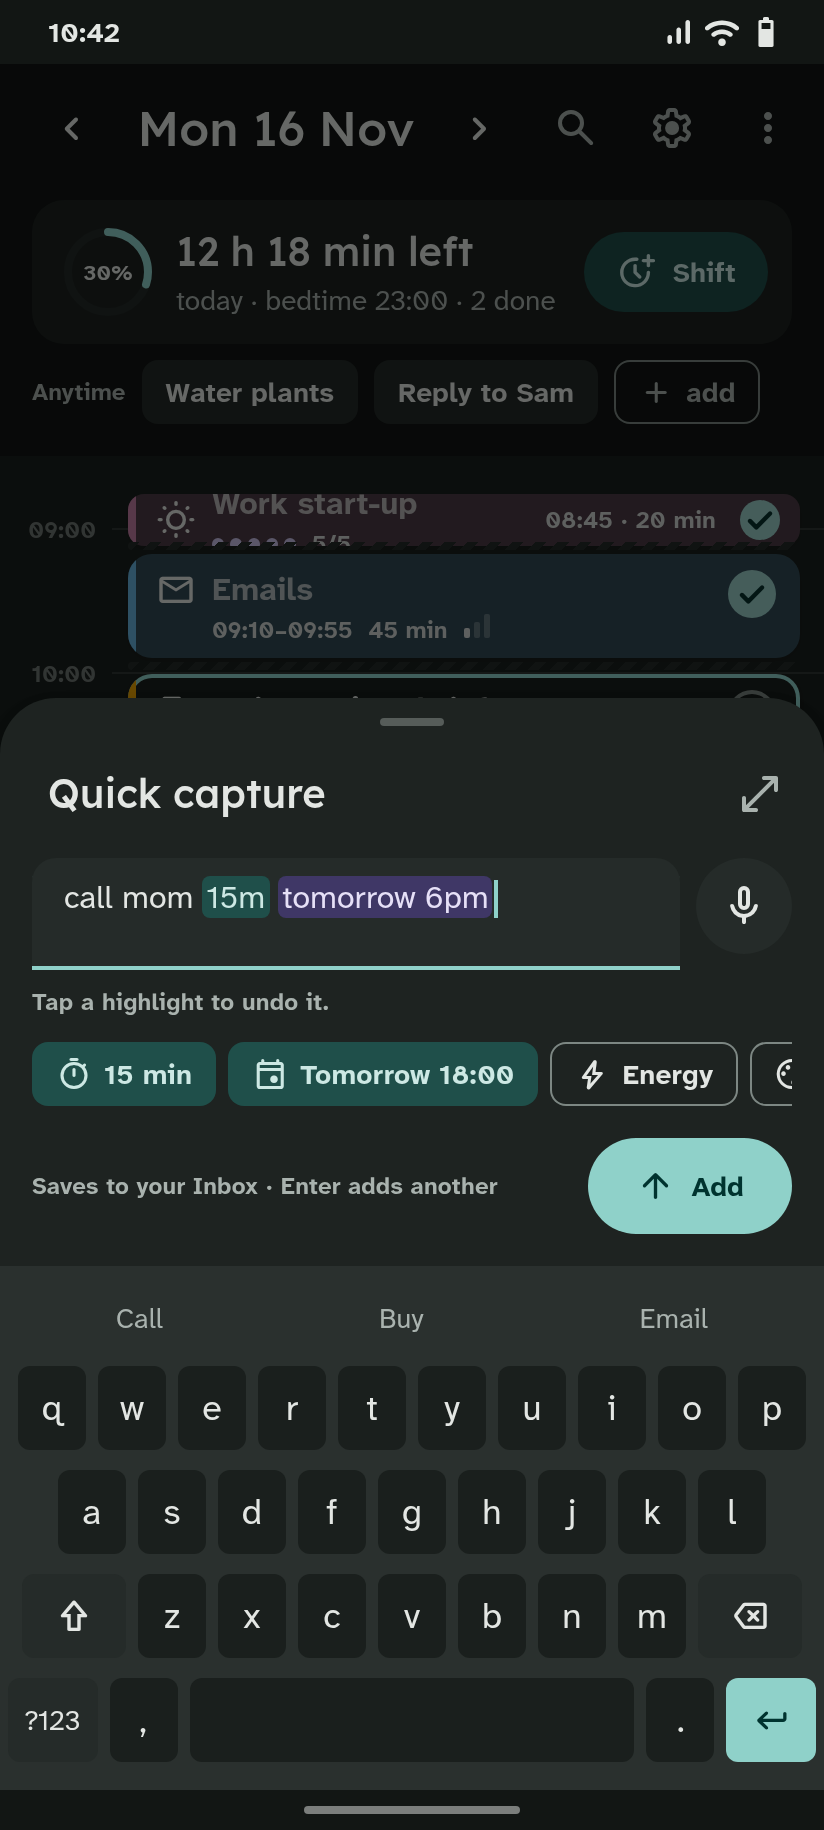 10:42
Mon 16 Nov
30%
12 h 18 min left
today · bedtime 23:00 · 2 done
Shift
Anytime
Water plants
Reply to Sam
add
09:00
Work start-up
5/5
08:45 · 20 min
Emails
09:10–09:55 45 min
10:00
Quick capture
call mom 15m tomorrow 6pm
Tap a highlight to undo it.
15 min
Tomorrow 18:00
Energy
Saves to your Inbox · Enter adds another
Add
Call Buy Email
q w e r t y u i o p
a s d f g h j k l
z x c v b n m
?123 , .